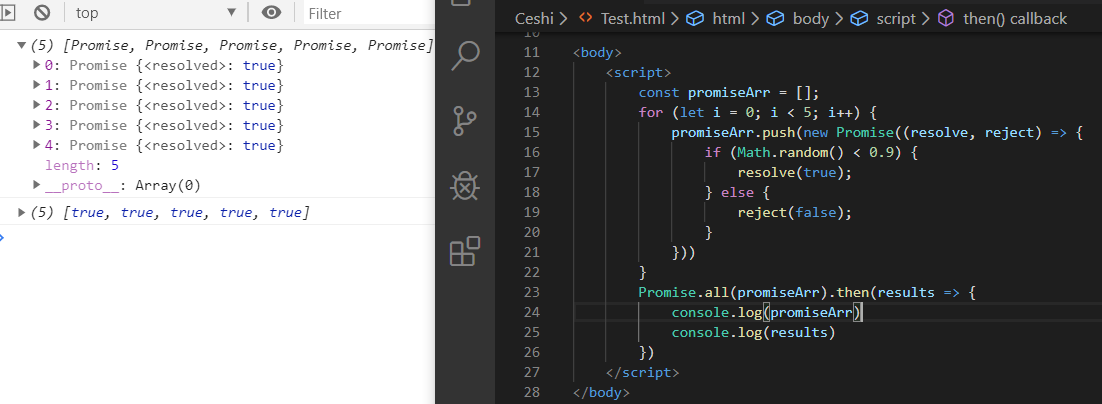 top ▼ Filter
▼(5) [Promise, Promise, Promise, Promise, Promise]
▶0: Promise {<resolved>: true}
▶1: Promise {<resolved>: true}
▶2: Promise {<resolved>: true}
▶3: Promise {<resolved>: true}
▶4: Promise {<resolved>: true}
length: 5
▶__proto__: Array(0)
▶(5) [true, true, true, true, true]
Ceshi > <> Test.html > html > body > script > then() callback
10
11 <body>
12 <script>
13 const promiseArr = [];
14 for (let i = 0; i < 5; i++) {
15 promiseArr.push(new Promise((resolve, reject) => {
16 if (Math.random() < 0.9) {
17 resolve(true);
18 } else {
19 reject(false);
20 }
21 }))
22 }
23 Promise.all(promiseArr).then(results => {
24 console.log(promiseArr)
25 console.log(results)
26 })
27 </script>
28 </body>